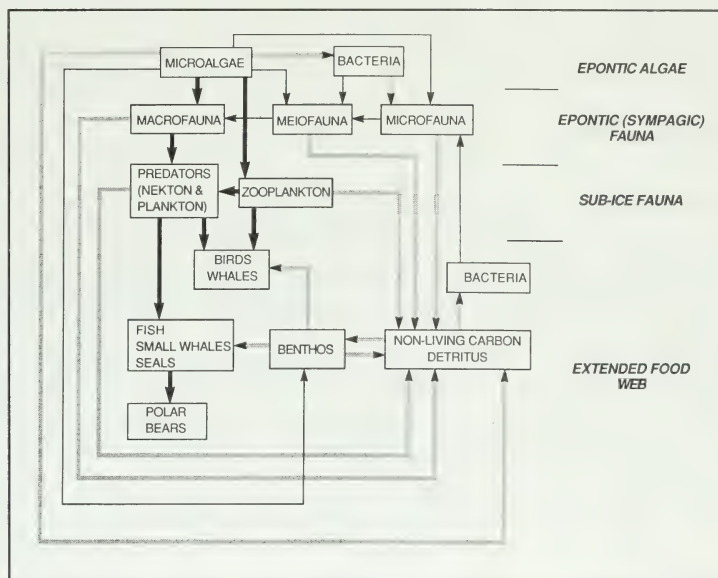 MICROALGAE
BACTERIA
EPONTIC ALGAE
MACROFAUNA
MEIOFAUNA
MICROFAUNA
EPONTIC (SYMPAGIC)
FAUNA
PREDATORS
(NEKTON &
PLANKTON)
ZOOPLANKTON
SUB-ICE FAUNA
BIRDS
WHALES
BACTERIA
FISH
SMALL WHALES
SEALS
BENTHOS
NON-LIVING CARBON
DETRITUS
EXTENDED FOOD
WEB
POLAR
BEARS